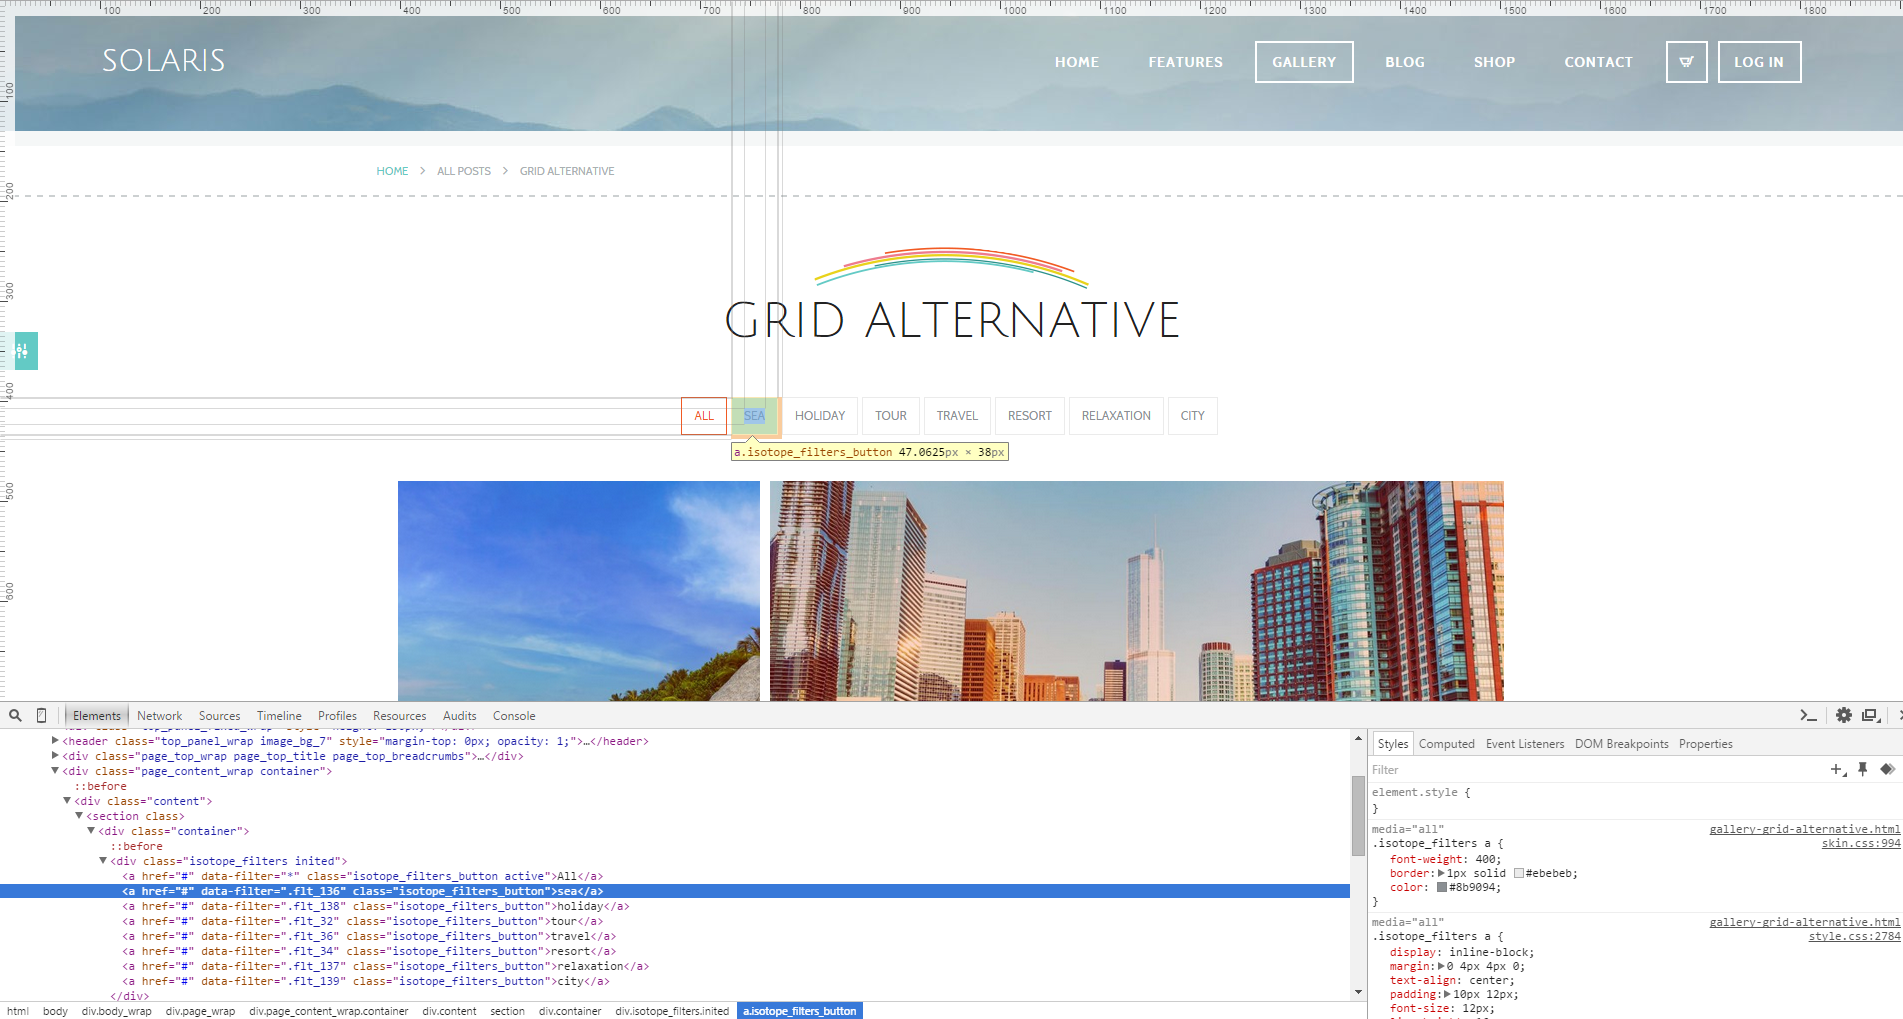 100 200 300 400 500 600 700 800 900 1000 1100 1200 1300 1400 1500 1600 1700 1800
SOLARIS
HOME FEATURES GALLERY BLOG SHOP CONTACT LOG IN
100
HOME > ALL POSTS > GRID ALTERNATIVE
200
300
GRID ALTERNATIVE
400
ALL SEA HOLIDAY TOUR TRAVEL RESORT RELAXATION CITY
a.isotope_filters_button 47.0625px × 38px
500
600
Elements Network Sources Timeline Profiles Resources Audits Console
<header class="top_panel_wrap image_bg_7" style="margin-top: 0px; opacity: 1;">…</header>
<div class="page_top_wrap page_top_title page_top_breadcrumbs">…</div>
<div class="page_content_wrap container">
::before
<div class="content">
<section class>
<div class="container">
::before
<div class="isotope_filters inited">
<a href="#" data-filter="*" class="isotope_filters_button active">All</a>
<a href="#" data-filter=".flt_136" class="isotope_filters_button">sea</a>
<a href="#" data-filter=".flt_138" class="isotope_filters_button">holiday</a>
<a href="#" data-filter=".flt_32" class="isotope_filters_button">tour</a>
<a href="#" data-filter=".flt_36" class="isotope_filters_button">travel</a>
<a href="#" data-filter=".flt_34" class="isotope_filters_button">resort</a>
<a href="#" data-filter=".flt_137" class="isotope_filters_button">relaxation</a>
<a href="#" data-filter=".flt_139" class="isotope_filters_button">city</a>
</div>
html body div.body_wrap div.page_wrap div.page_content_wrap.container div.content section div.container div.isotope_filters.inited a.isotope_filters_button
Styles Computed Event Listeners DOM Breakpoints Properties
Filter
element.style {
}
media="all" gallery-grid-alternative.html
.isotope_filters a { skin.css:994
font-weight: 400;
border: 1px solid #ebebeb;
color: #8b9094;
}
media="all" gallery-grid-alternative.html
.isotope_filters a { style.css:2784
display: inline-block;
margin: 0 4px 4px 0;
text-align: center;
padding: 10px 12px;
font-size: 12px;